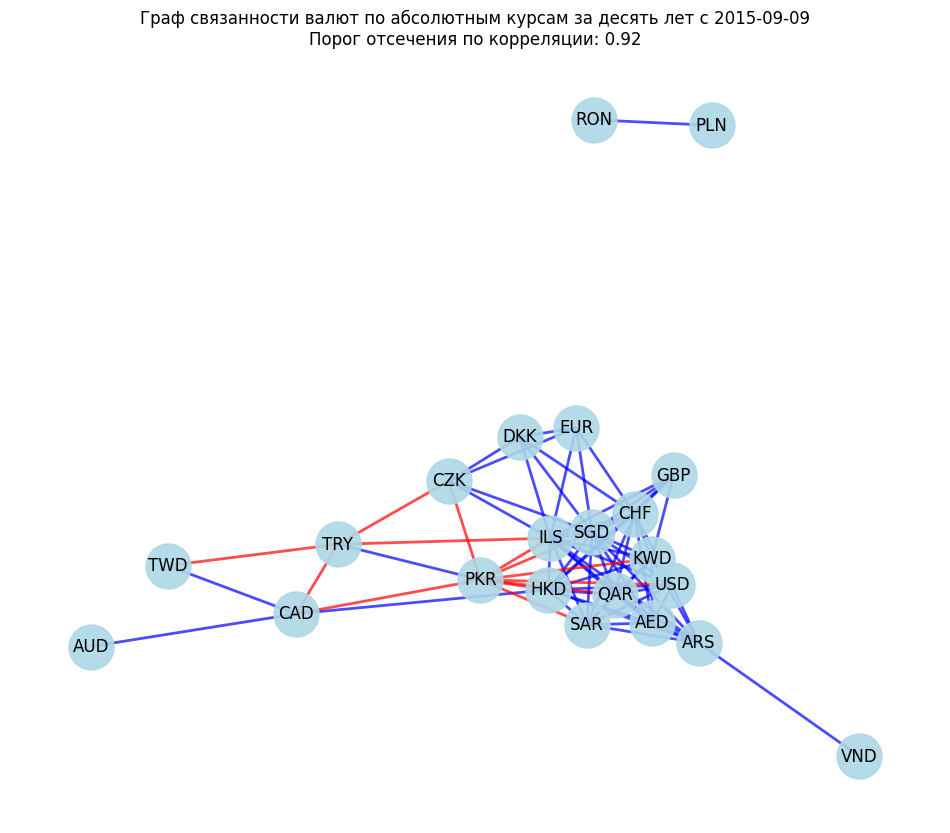 Граф связанности валют по абсолютным курсам за десять лет с 2015-09-09
Порог отсечения по корреляции: 0.92
RON
PLN
EUR
DKK
GBP
CZK
CHF
SGD
ILS
TRY
KWD
TWD
PKR
USD
HKD
QAR
CAD
AED
SAR
ARS
AUD
VND